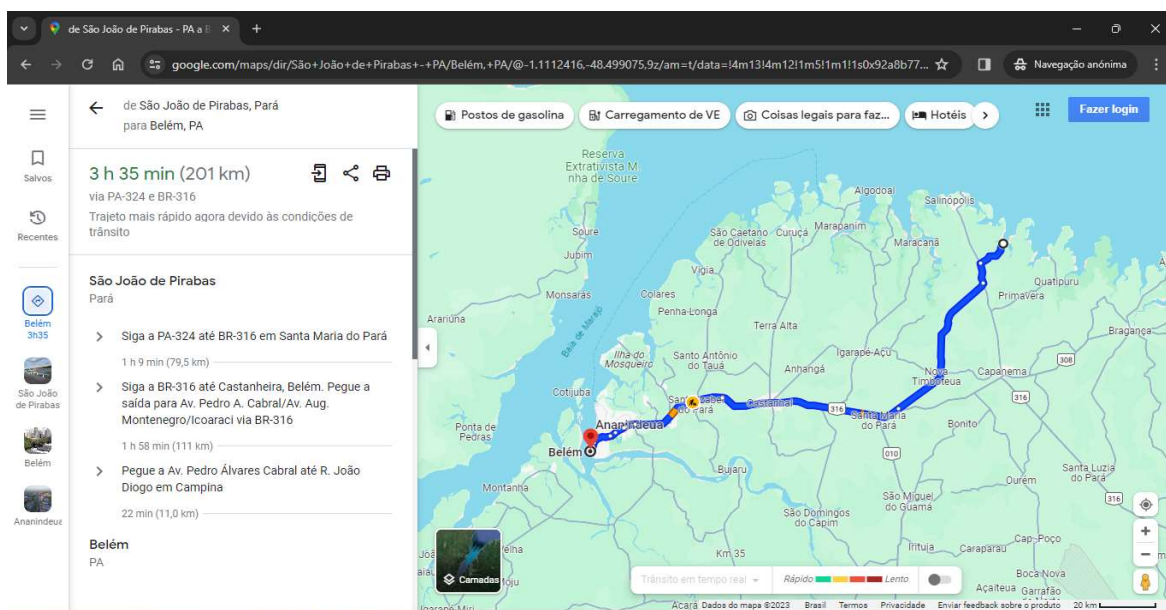 de São João de Pirabas - PA a B
google.com/maps/dir/São+João+de+Pirabas+-+PA/Belém,+PA/@-1.1112416,-48.499075,9z/am=t/data=!4m13!4m12!1m5!1m1!1s0x92a8b77...
Navegação anónima
de São João de Pirabas, Pará
para Belém, PA
3 h 35 min (201 km)
via PA-324 e BR-316
Trajeto mais rápido agora devido às condições de
trânsito
São João de Pirabas
Pará
Siga a PA-324 até BR-316 em Santa Maria do Pará
1 h 9 min (79,5 km)
Siga a BR-316 até Castanheira, Belém. Pegue a
saída para Av. Pedro A. Cabral/Av. Aug.
Montenegro/Icoaraci via BR-316
1 h 58 min (111 km)
Pegue a Av. Pedro Álvares Cabral até R. João
Diogo em Campina
22 min (11,0 km)
Belém
PA
Salvos
Recentes
Belém
3h35
São João
de Pirabas
Belém
Ananindeua
Postos de gasolina
Carregamento de VE
Coisas legais para faz...
Hotéis
Fazer login
Reserva
Extrativista M
nha de Soure
Soure
Jubim
Monsarás
Arariúna
Baía de Marajó
Colares
Vigia
Penha Longa
São Caetano
de Odivelas
Curuçá
Marapanim
Algodoal
Salinópolis
Maracanã
Quatipuru
Primavera
Bragança
Terra Alta
Igarapé-Açu
Ilha do
Mosqueiro
Santo Antônio
do Tauá
Anhangá
Nova
Timboteua
Capanema
308
316
Cotijuba
Castanhal
316
Santa Maria
do Pará
Bonito
Ponta de
Pedras
Ananindeua
Belém
010
Bujaru
Montanha
São Miguel
do Guamá
Ourém
Santa Luzia
do Pará
316
São Domingos
do Capim
Km 35
Irituia
Caraparau
Cap-Poço
Boca Nova
Açaiteua
Garrafão
Acará
Igarapé-Miri
Camadas
Trânsito em tempo real
Rápido
Lento
Dados do mapa ©2023
Brasil
Termos
Privacidade
Enviar feedback sobre o produto
20 km